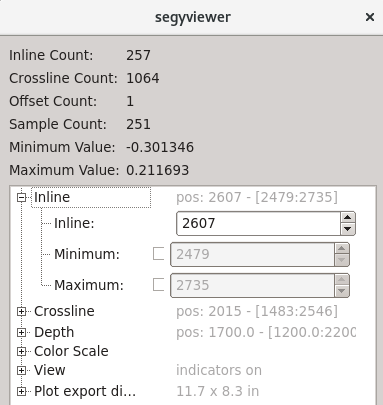 segyviewer ×
Inline Count: 257
Crossline Count: 1064
Offset Count: 1
Sample Count: 251
Minimum Value: -0.301346
Maximum Value: 0.211693
Inline pos: 2607 - [2479:2735]
Inline: 2607
Minimum: 2479
Maximum: 2735
Crossline pos: 2015 - [1483:2546]
Depth pos: 1700.0 - [1200.0:2200
Color Scale
View indicators on
Plot export di... 11.7 x 8.3 in